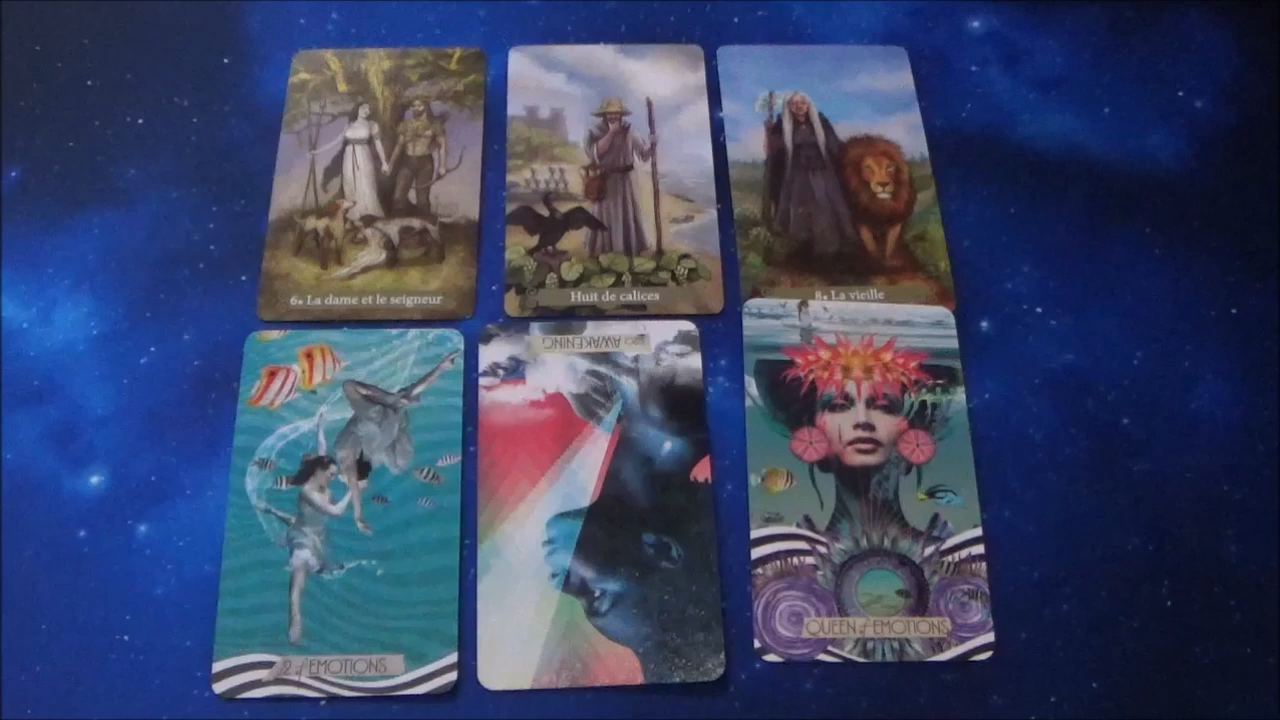 6. La dame et le seigneur
Huit de calices
8. La vieille
2 of EMOTIONS
20 AWAKENING
QUEEN of EMOTIONS